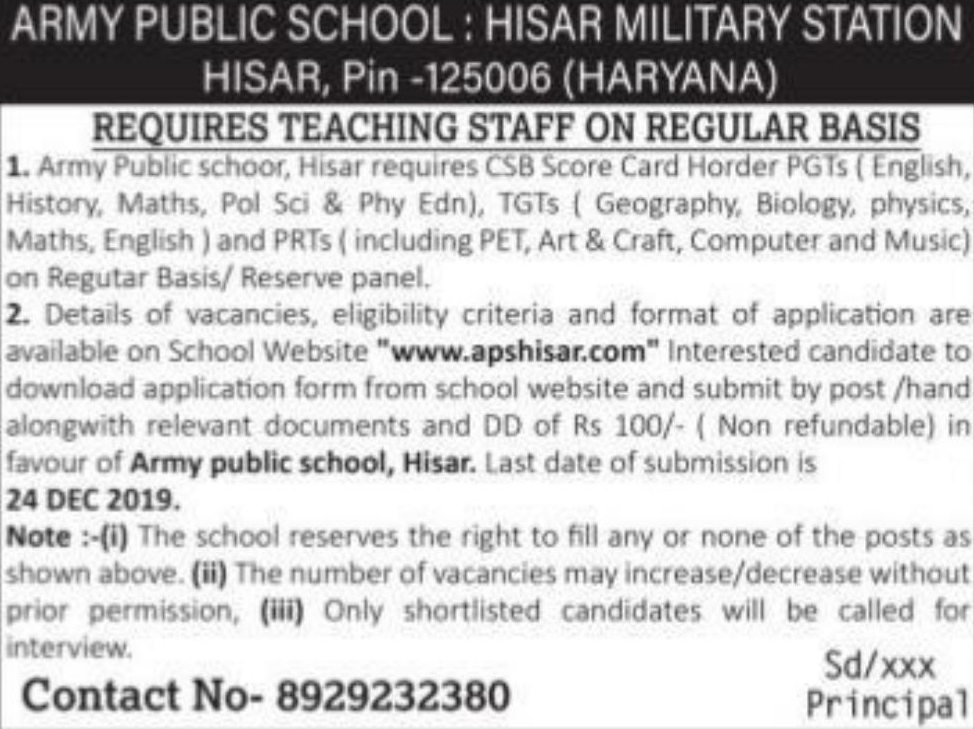 ARMY PUBLIC SCHOOL : HISAR MILITARY STATION
HISAR, Pin -125006 (HARYANA)
REQUIRES TEACHING STAFF ON REGULAR BASIS
1. Army Public schoor, Hisar requires CSB Score Card Horder PGTs ( English,
History, Maths, Pol Sci & Phy Edn), TGTs ( Geography, Biology, physics,
Maths, English ) and PRTs ( including PET, Art & Craft, Computer and Music)
on Regutar Basis/ Reserve panel.
2. Details of vacancies, eligibility criteria and format of application are
available on School Website "www.apshisar.com" Interested candidate to
download application form from school website and submit by post /hand
alongwith relevant documents and DD of Rs 100/- ( Non refundable) in
favour of Army public school, Hisar. Last date of submission is
24 DEC 2019.
Note :-(i) The school reserves the right to fill any or none of the posts as
shown above. (ii) The number of vacancies may increase/decrease without
prior permission, (iii) Only shortlisted candidates will be called for
interview.
Sd/xxx
Contact No- 8929232380
Principal